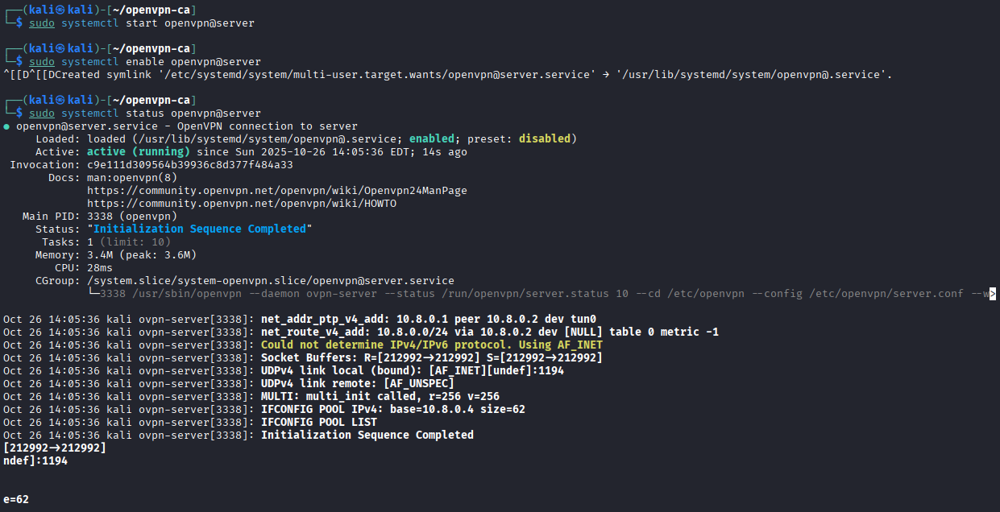 ┌──(kali㉿kali)-[~/openvpn-ca]
└─$ sudo systemctl start openvpn@server
┌──(kali㉿kali)-[~/openvpn-ca]
└─$ sudo systemctl enable openvpn@server
^[[D^[[DCreated symlink '/etc/systemd/system/multi-user.target.wants/openvpn@server.service' → '/usr/lib/systemd/system/openvpn@.service'.
┌──(kali㉿kali)-[~/openvpn-ca]
└─$ sudo systemctl status openvpn@server
● openvpn@server.service - OpenVPN connection to server
Loaded: loaded (/usr/lib/systemd/system/openvpn@.service; enabled; preset: disabled)
Active: active (running) since Sun 2025-10-26 14:05:36 EDT; 14s ago
Invocation: c9e111d309564b39936c8d377f484a33
Docs: man:openvpn(8)
https://community.openvpn.net/openvpn/wiki/Openvpn24ManPage
https://community.openvpn.net/openvpn/wiki/HOWTO
Main PID: 3338 (openvpn)
Status: "Initialization Sequence Completed"
Tasks: 1 (limit: 10)
Memory: 3.4M (peak: 3.6M)
CPU: 28ms
CGroup: /system.slice/system-openvpn.slice/openvpn@server.service
└─3338 /usr/sbin/openvpn --daemon ovpn-server --status /run/openvpn/server.status 10 --cd /etc/openvpn --config /etc/openvpn/server.conf --w>
Oct 26 14:05:36 kali ovpn-server[3338]: net_addr_ptp_v4_add: 10.8.0.1 peer 10.8.0.2 dev tun0
Oct 26 14:05:36 kali ovpn-server[3338]: net_route_v4_add: 10.8.0.0/24 via 10.8.0.2 dev [NULL] table 0 metric -1
Oct 26 14:05:36 kali ovpn-server[3338]: Could not determine IPv4/IPv6 protocol. Using AF_INET
Oct 26 14:05:36 kali ovpn-server[3338]: Socket Buffers: R=[212992->212992] S=[212992->212992]
Oct 26 14:05:36 kali ovpn-server[3338]: UDPv4 link local (bound): [AF_INET][undef]:1194
Oct 26 14:05:36 kali ovpn-server[3338]: UDPv4 link remote: [AF_UNSPEC]
Oct 26 14:05:36 kali ovpn-server[3338]: MULTI: multi_init called, r=256 v=256
Oct 26 14:05:36 kali ovpn-server[3338]: IFCONFIG POOL IPv4: base=10.8.0.4 size=62
Oct 26 14:05:36 kali ovpn-server[3338]: IFCONFIG POOL LIST
Oct 26 14:05:36 kali ovpn-server[3338]: Initialization Sequence Completed
[212992->212992]
ndef]:1194
e=62